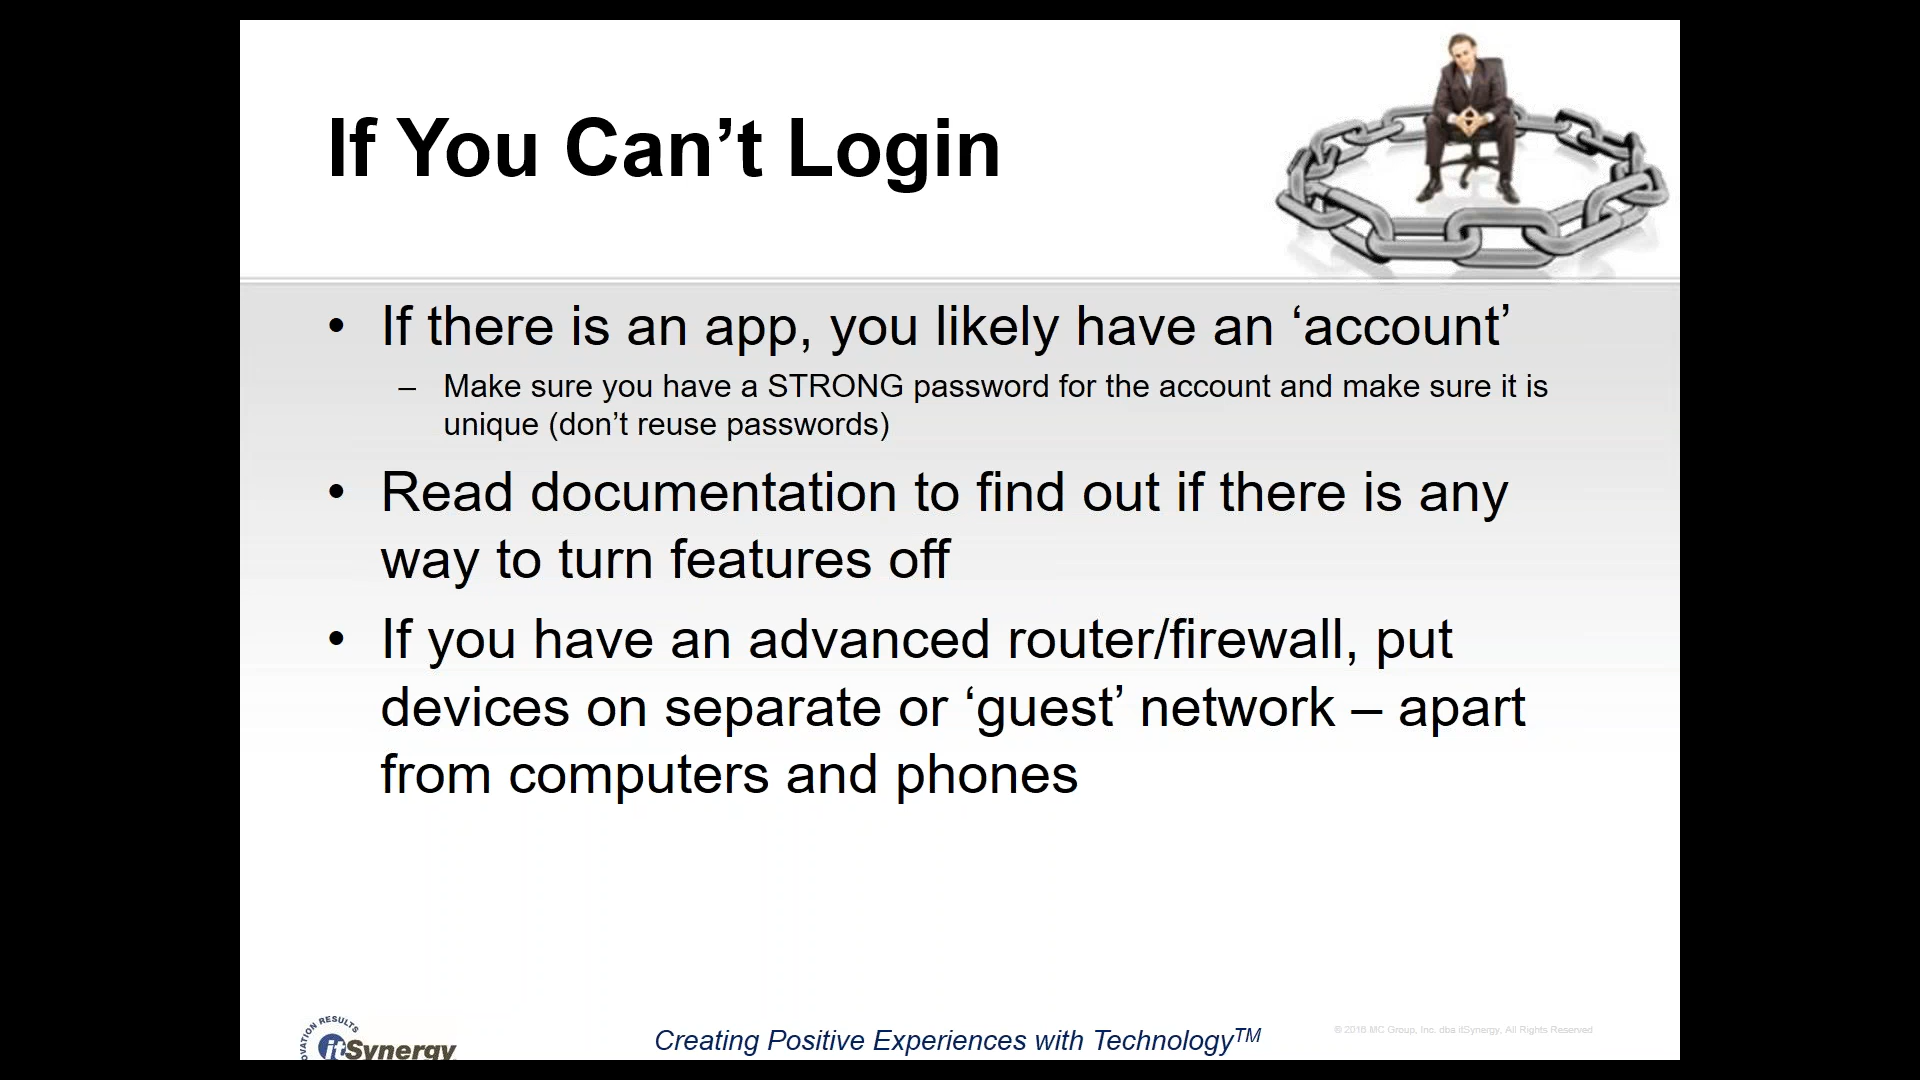 If You Can’t Login
• If there is an app, you likely have an ‘account’
– Make sure you have a STRONG password for the account and make sure it is
unique (don’t reuse passwords)
• Read documentation to find out if there is any
way to turn features off
• If you have an advanced router/firewall, put
devices on separate or ‘guest’ network – apart
from computers and phones
RESULTS
itSynergy
Creating Positive Experiences with Technology™
© 2016 MC Group, Inc. dba itSynergy, All Rights Reserved